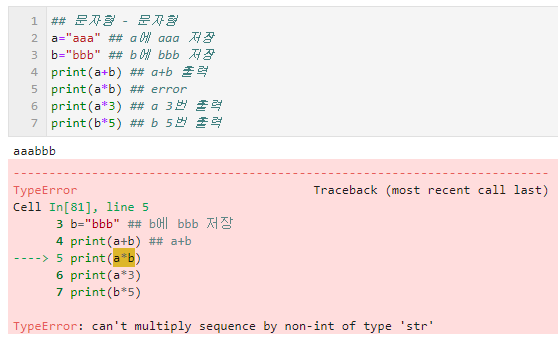 1 ## 문자형 - 문자형
2 a="aaa" ## a에 aaa 저장
3 b="bbb" ## b에 bbb 저장
4 print(a+b) ## a+b 출력
5 print(a*b) ## error
6 print(a*3) ## a 3번 출력
7 print(b*5) ## b 5번 출력
aaabbb
---------------------------------------------------------------------------
TypeError Traceback (most recent call last)
Cell In[81], line 5
3 b="bbb" ## b에 bbb 저장
4 print(a+b) ## a+b
----> 5 print(a*b)
6 print(a*3)
7 print(b*5)
TypeError: can't multiply sequence by non-int of type 'str'